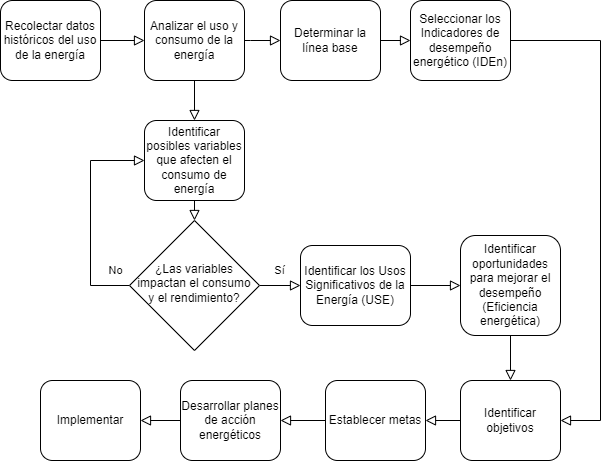 Recolectar datos
históricos del uso
de la energía
Analizar el uso y
consumo de la
energía
Determinar la
línea base
Seleccionar los
Indicadores de
desempeño
energético (IDEn)
Identificar
posibles variables
que afecten el
consumo de
energía
¿Las variables
impactan el consumo
y el rendimiento?
No
Sí
Identificar los Usos
Significativos de la
Energía (USE)
Identificar
oportunidades
para mejorar el
desempeño
(Eficiencia
energética)
Identificar
objetivos
Establecer metas
Desarrollar planes
de acción
energéticos
Implementar